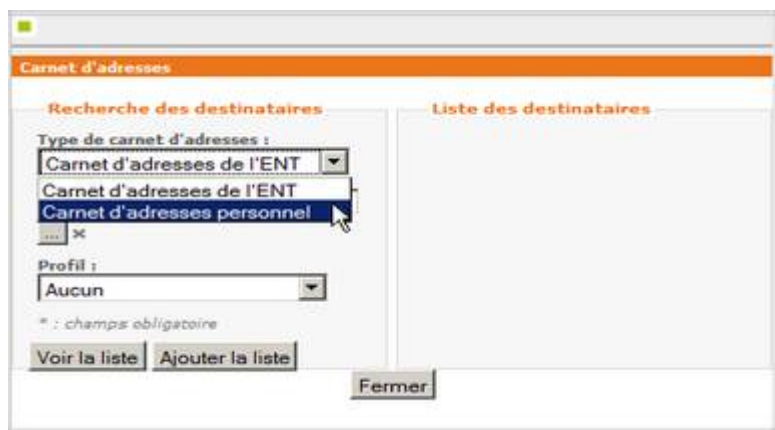 Carnet d'adresses
Recherche des destinataires
Type de carnet d'adresses :
Carnet d'adresses de l'ENT
Carnet d'adresses de l'ENT
Carnet d'adresses personnel
...
Profil :
Aucun
* : champs obligatoire
Voir la liste Ajouter la liste
Liste des destinataires
Fermer